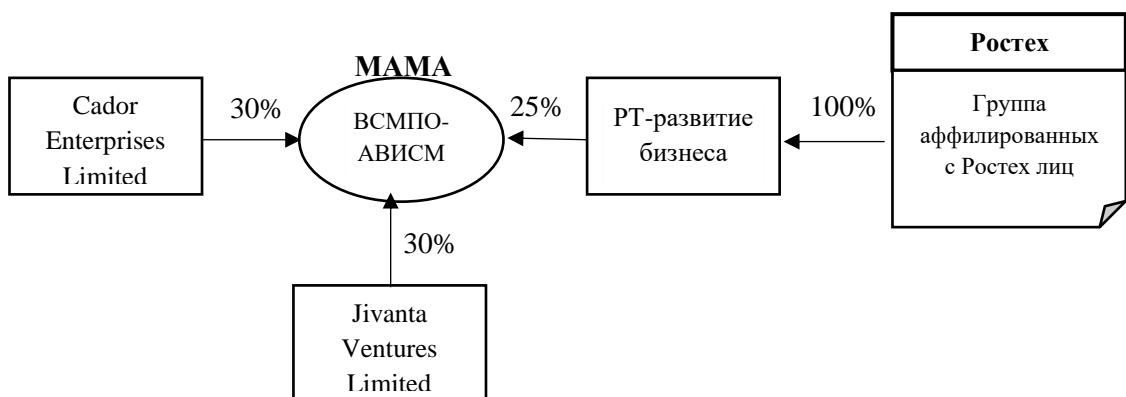 МАМА
Cador
Enterprises
Limited
30%
ВСМПО-
АВИСМ
25%
РТ-развитие
бизнеса
100%
Ростех
Группа
аффилированных
с Ростех лиц
30%
Jivanta
Ventures
Limited